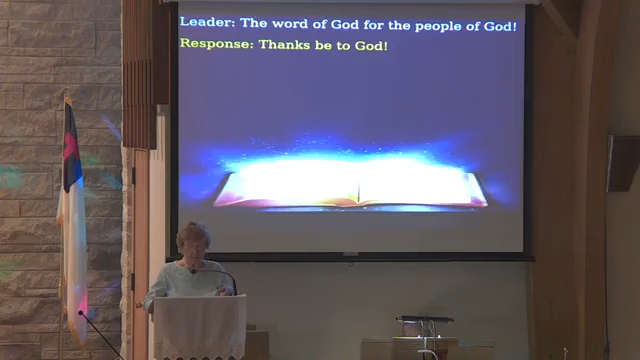 Leader: The word of God for the people of God!
Response: Thanks be to God!